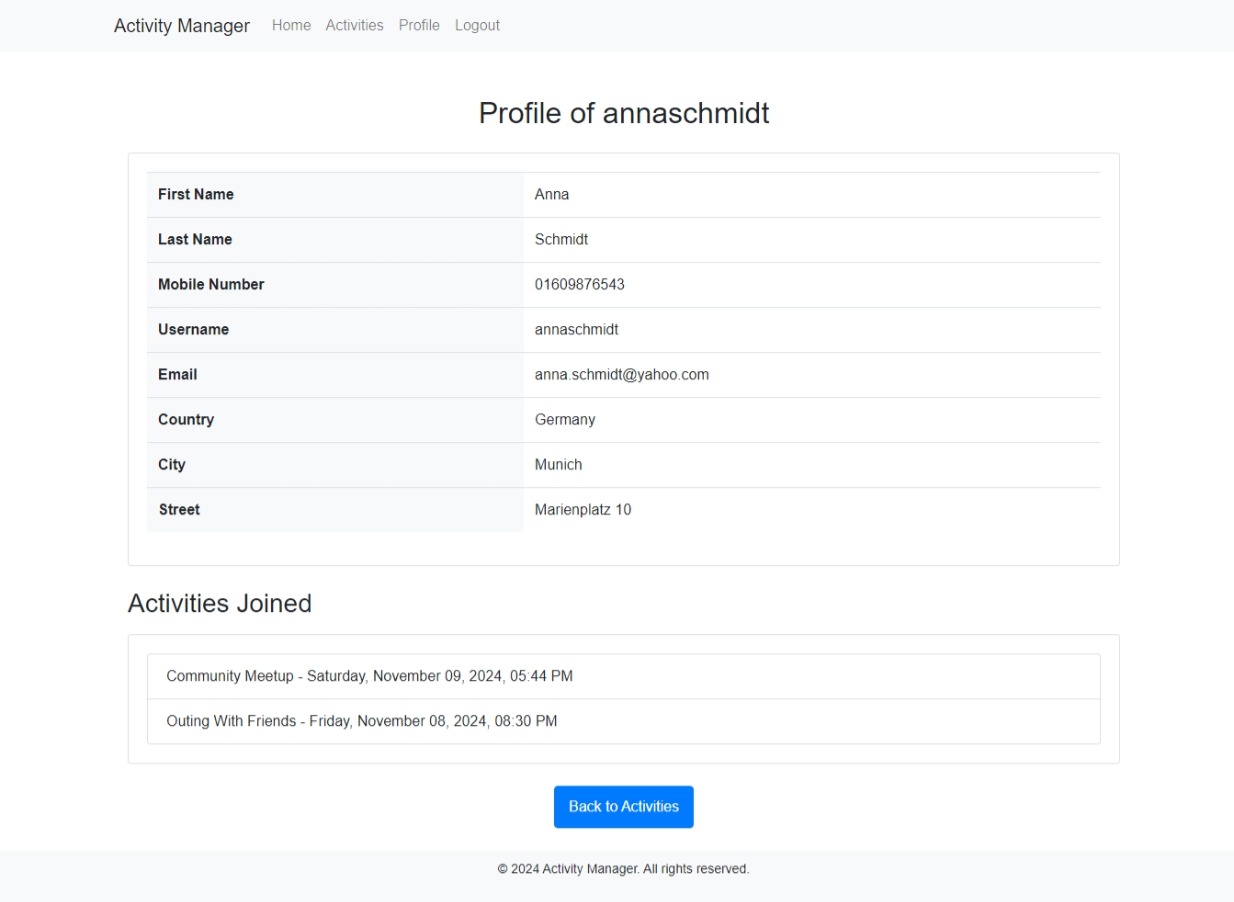 Activity Manager Home Activities Profile Logout
Profile of annaschmidt
First Name Anna
Last Name Schmidt
Mobile Number 01609876543
Username annaschmidt
Email anna.schmidt@yahoo.com
Country Germany
City Munich
Street Marienplatz 10
Activities Joined
Community Meetup - Saturday, November 09, 2024, 05:44 PM
Outing With Friends - Friday, November 08, 2024, 08:30 PM
Back to Activities
© 2024 Activity Manager. All rights reserved.